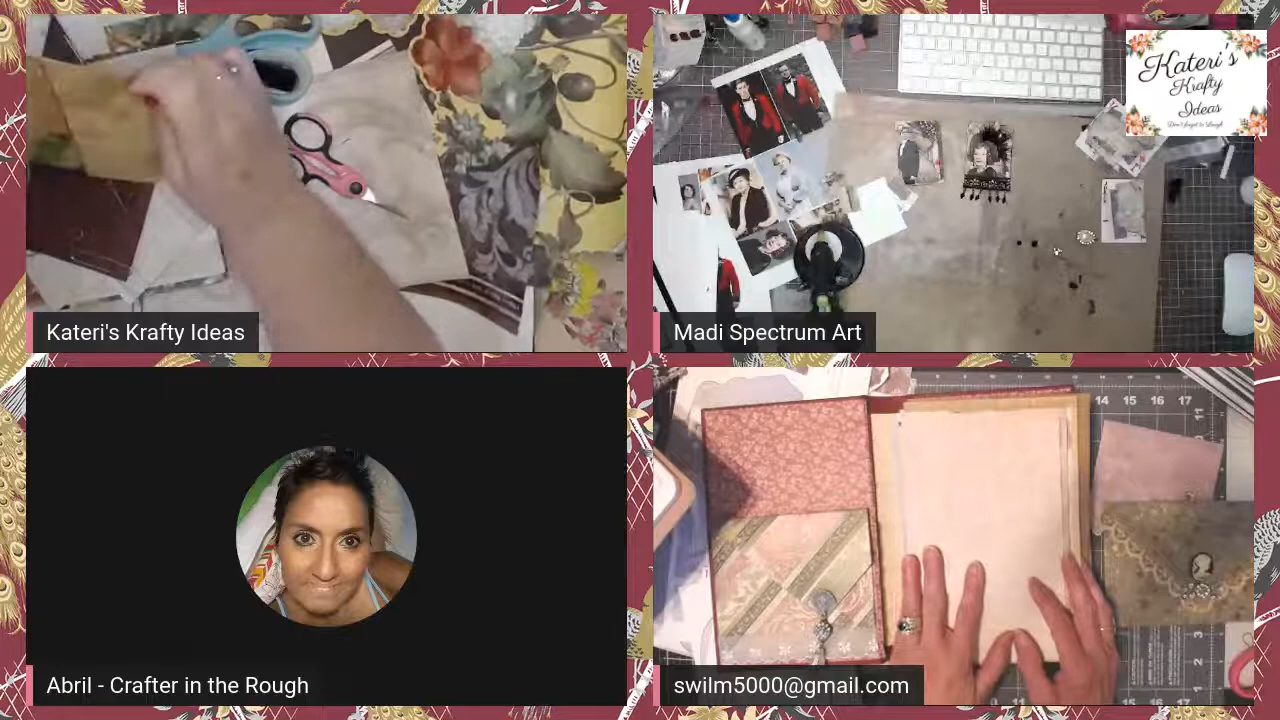 Kateri's
Krafty
Ideas
Don't forget to Laugh
Kateri's Krafty Ideas
Madi Spectrum Art
14 15 16 17
11
Abril - Crafter in the Rough
swilm5000@gmail.com